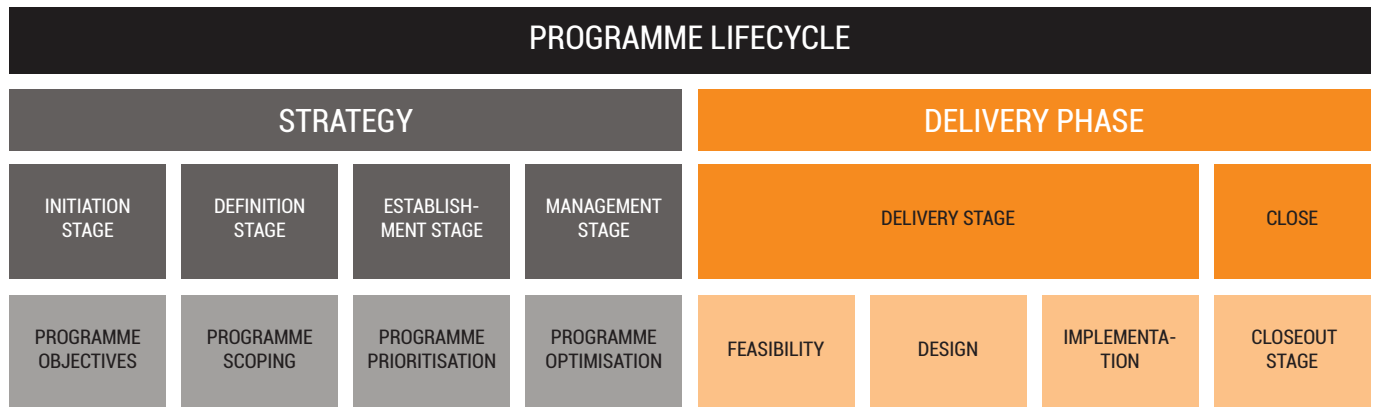 PROGRAMME LIFECYCLE
STRATEGY
DELIVERY PHASE
INITIATION
STAGE
DEFINITION
STAGE
ESTABLISH-
MENT STAGE
MANAGEMENT
STAGE
DELIVERY STAGE
CLOSE
PROGRAMME
OBJECTIVES
PROGRAMME
SCOPING
PROGRAMME
PRIORITISATION
PROGRAMME
OPTIMISATION
FEASIBILITY
DESIGN
IMPLEMENTA-
TION
CLOSEOUT
STAGE